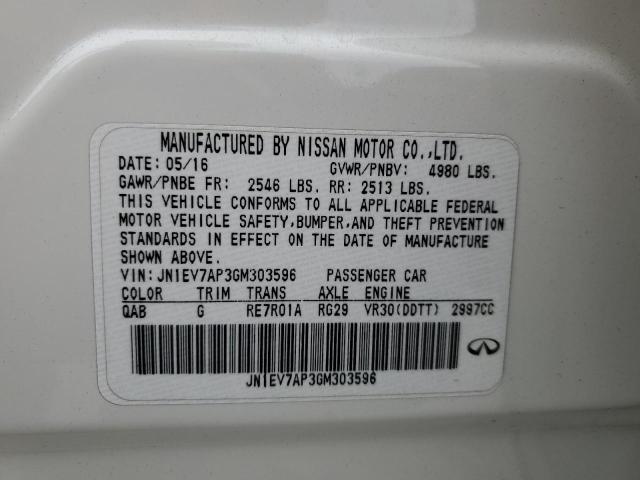 MANUFACTURED BY NISSAN MOTOR CO.,LTD.
DATE: 05/16 GVWR/PNBV: 4980 LBS.
GAWR/PNBE FR: 2546 LBS. RR: 2513 LBS.
THIS VEHICLE CONFORMS TO ALL APPLICABLE FEDERAL
MOTOR VEHICLE SAFETY,BUMPER,AND THEFT PREVENTION
STANDARDS IN EFFECT ON THE DATE OF MANUFACTURE
SHOWN ABOVE.
VIN: JN1EV7AP3GM303596 PASSENGER CAR
COLOR TRIM TRANS AXLE ENGINE
QAB G RE7R01A RG29 VR30(DDTT) 2997CC
JN1EV7AP3GM303596